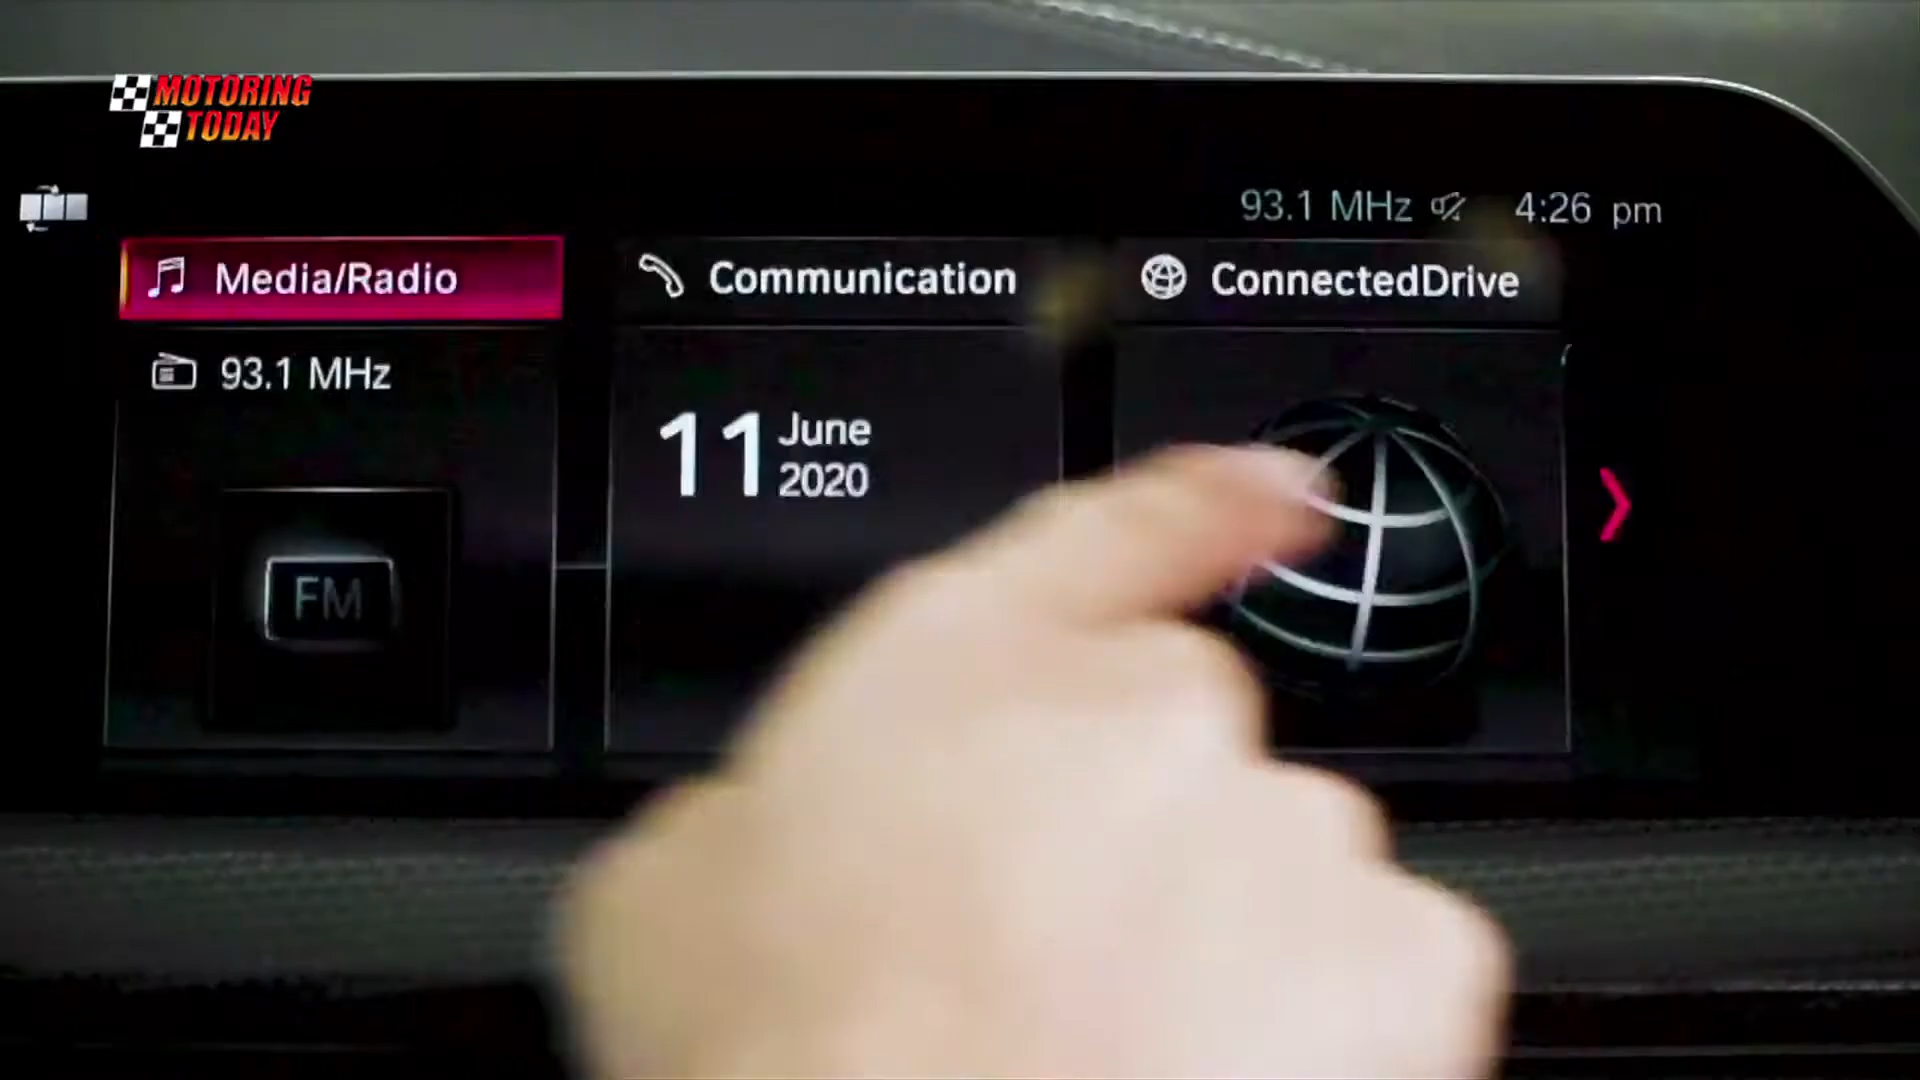 MOTORING
TODAY
93.1 MHz 4:26 pm
Media/Radio
Communication
ConnectedDrive
93.1 MHz
11 June
2020
FM